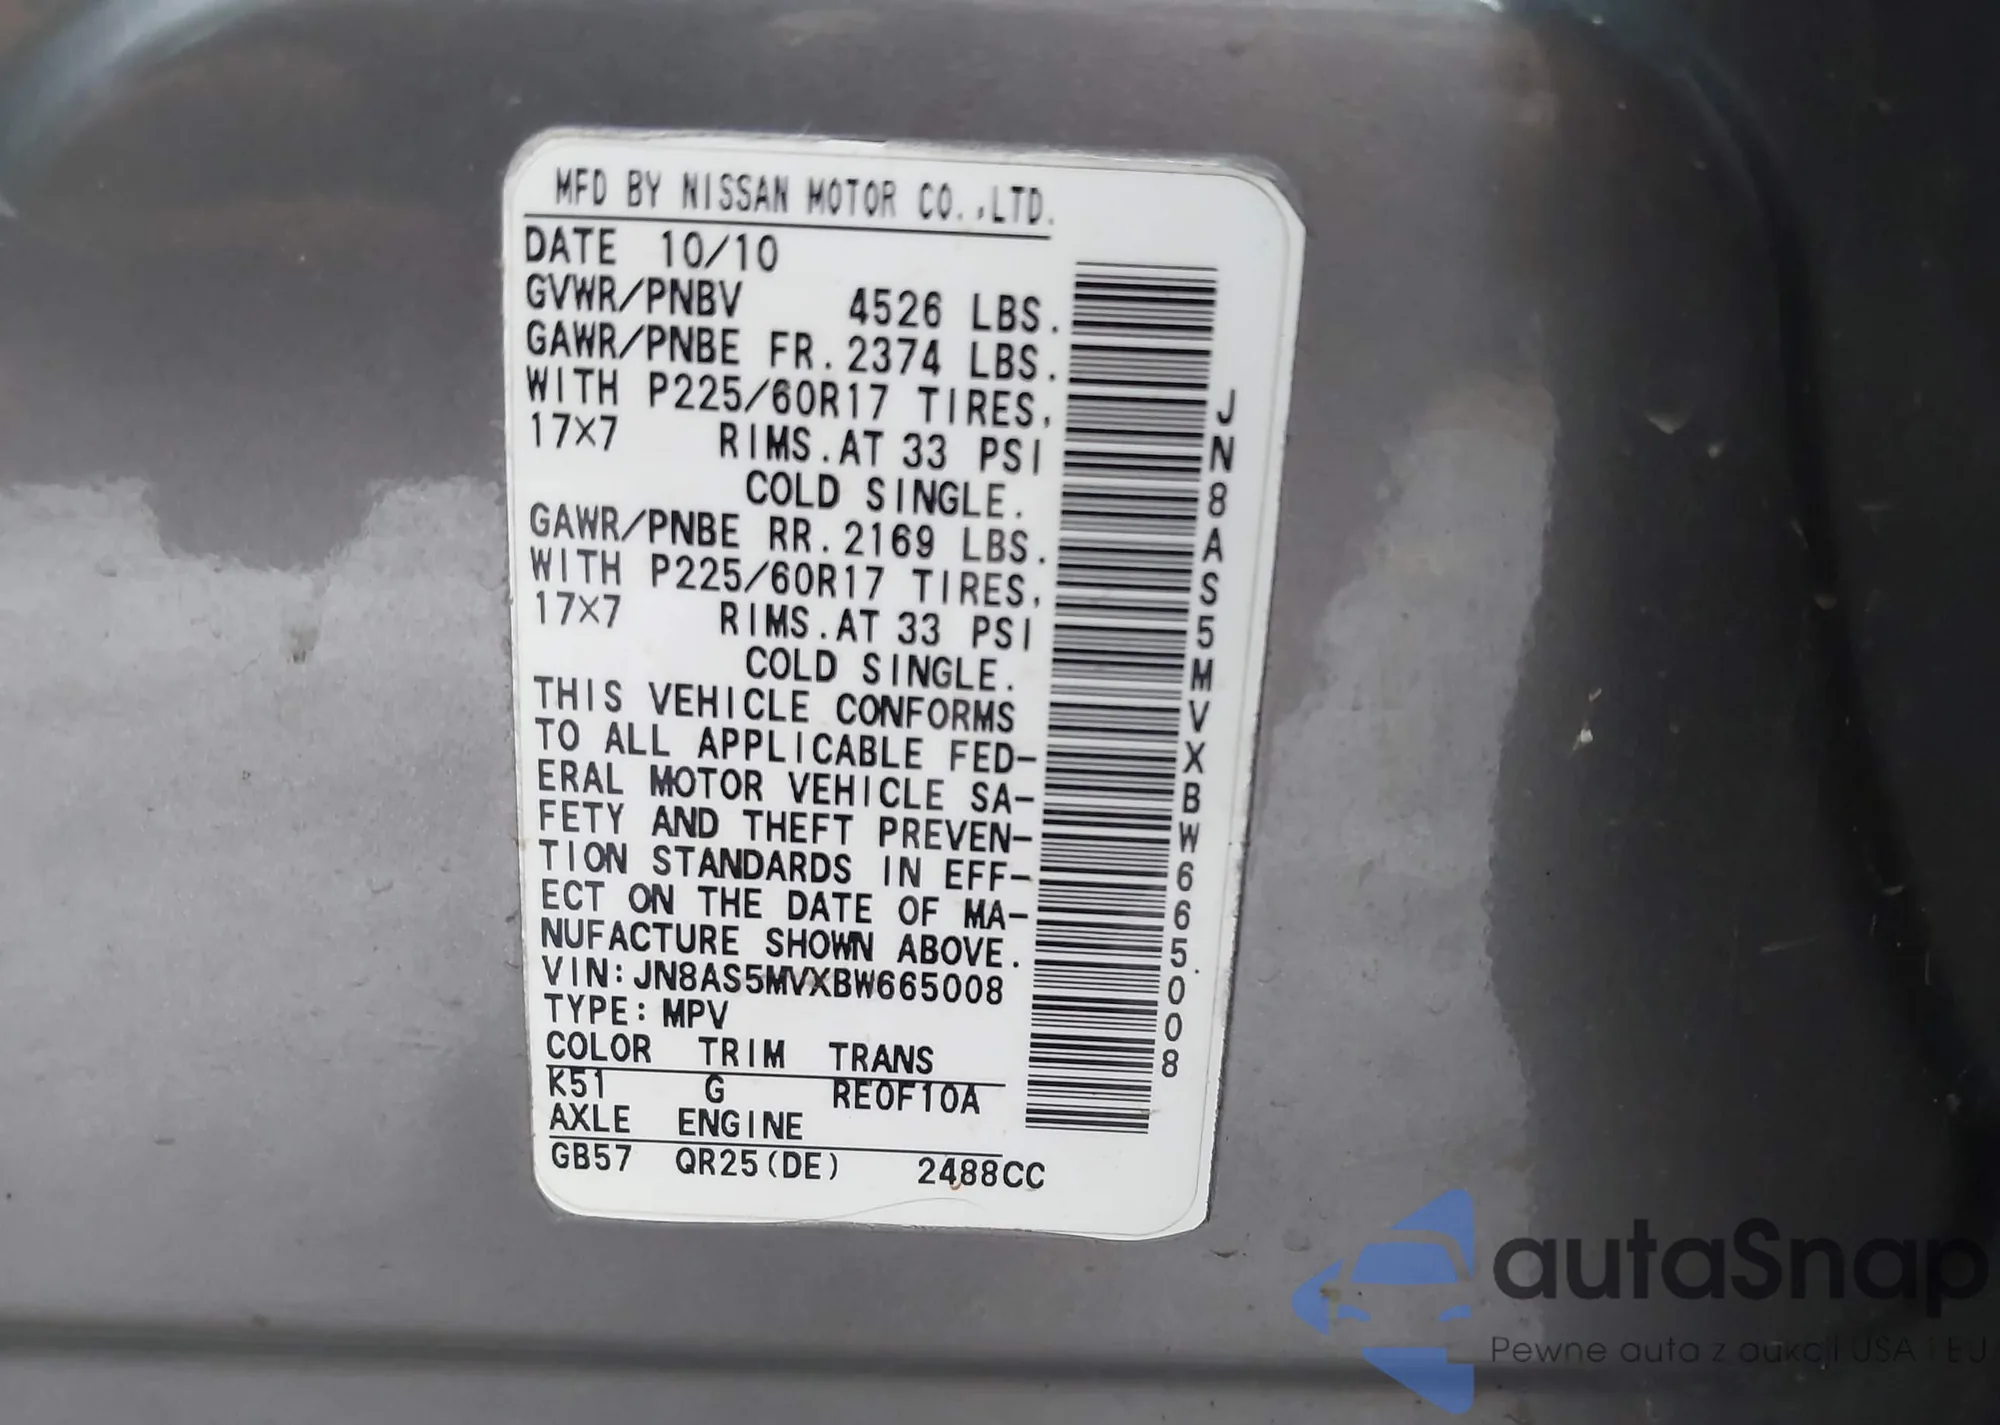 MFD BY NISSAN MOTOR CO.,LTD.
DATE 10/10
GVWR/PNBV 4526 LBS.
GAWR/PNBE FR. 2374 LBS.
WITH P225/60R17 TIRES,
17×7 RIMS. AT 33 PSI
COLD SINGLE.
GAWR/PNBE RR. 2169 LBS.
WITH P225/60R17 TIRES,
17×7 RIMS. AT 33 PSI
COLD SINGLE.
THIS VEHICLE CONFORMS
TO ALL APPLICABLE FED-
ERAL MOTOR VEHICLE SA-
FETY AND THEFT PREVEN-
TION STANDARDS IN EFF-
ECT ON THE DATE OF MA-
NUFACTURE SHOWN ABOVE.
VIN: JN8AS5MVXBW665008
TYPE: MPV
COLOR TRIM TRANS
K51 G RE0F10A
AXLE ENGINE
GB57 QR25(DE) 2488CC
JN8AS5MVXBW665008
autaSnap
Pewne auta z aukcji USA i EU